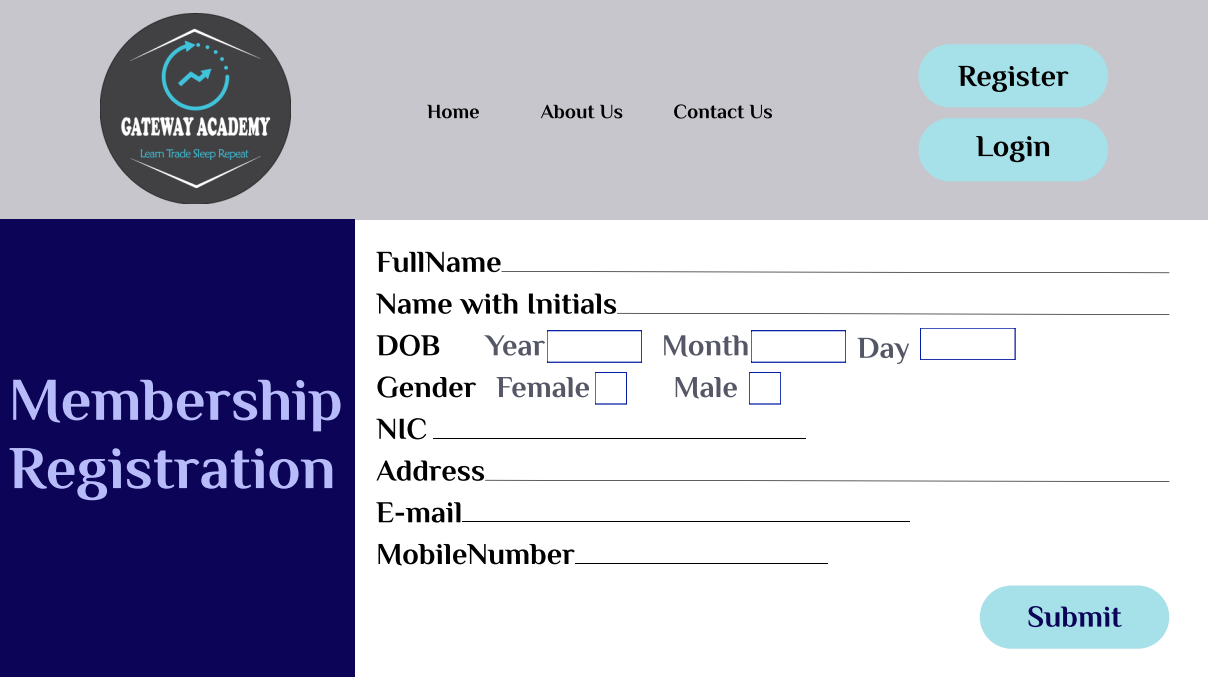 GATEWAY ACADEMY
Learn Trade Sleep Repeat
Home About Us Contact Us
Register
Login
Membership
Registration
FullName
Name with Initials
DOB Year Month Day
Gender Female Male
NIC
Address
E-mail
MobileNumber
Submit